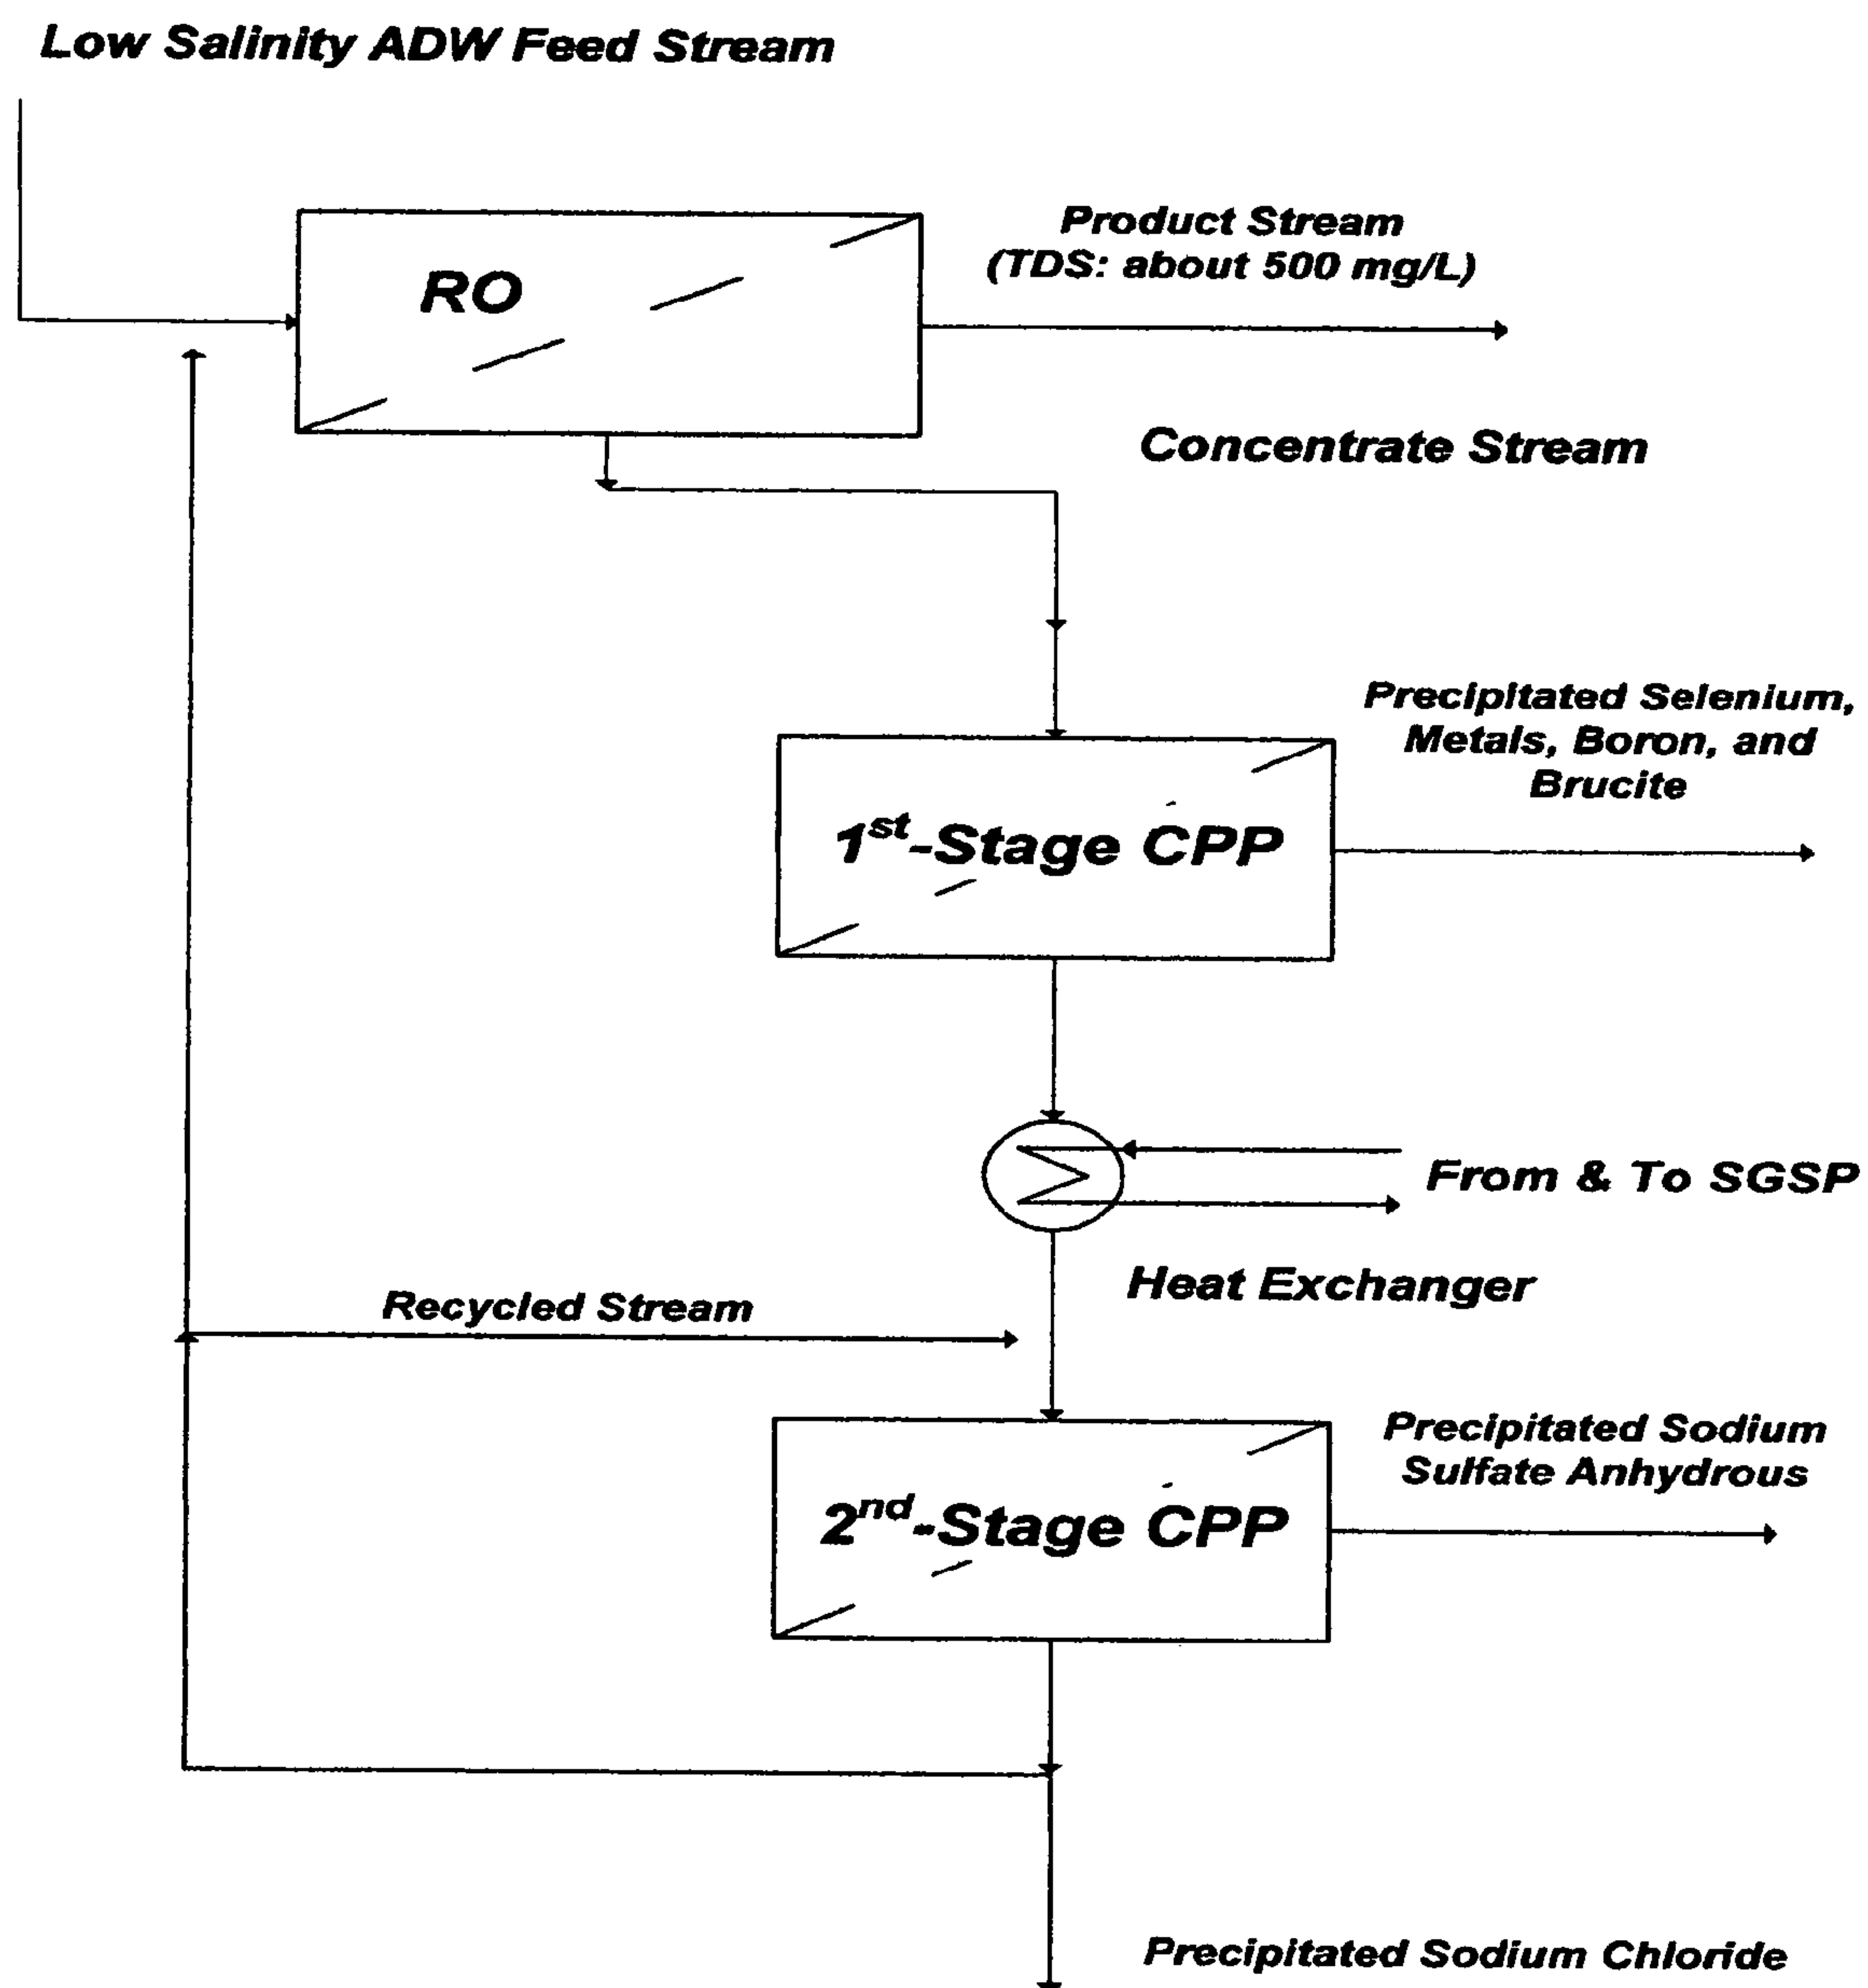 Low Salinity ADW Feed Stream
Product Stream
(TDS: about 500 mg/L)
RO
Concentrate Stream
Precipitated Selenium,
Metals, Boron, and
Brucite
1st-Stage CPP
From & To SGSP
Heat Exchanger
Recycled Stream
Precipitated Sodium
Sulfate Anhydrous
2nd-Stage CPP
Precipitated Sodium Chloride